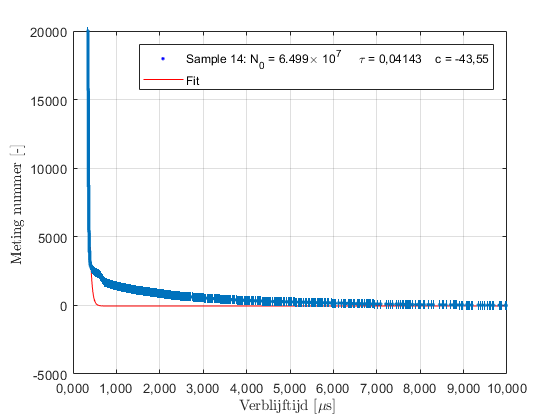 20000
15000
10000
5000
0
-5000
Meting nummer [-]
Sample 14: N₀ = 6.499× 10⁷ τ = 0,04143 c = -43,55
Fit
0,000 1,000 2,000 3,000 4,000 5,000 6,000 7,000 8,000 9,000 10,000
Verblijftijd [μs]